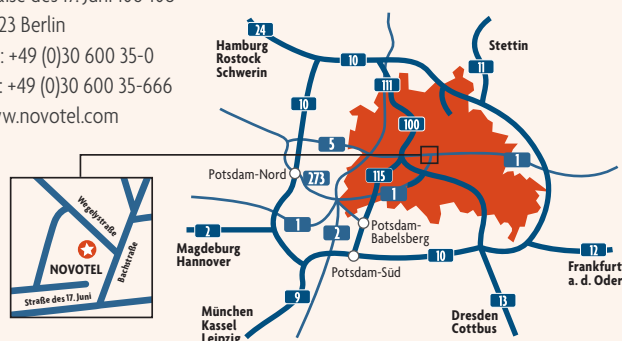 23 Berlin
+49 (0)30 600 35-0
+49 (0)30 600 35-666
.novotel.com
24
Hamburg
Rostock
Schwerin
10
Stettin
11
111
10
100
5
1
Potsdam-Nord
273
115
1
1
2
2
Potsdam-
Babelsberg
Magdeburg
Hannover
10
12
Potsdam-Süd
Frankfurt
a. d. Oder
9
13
München
Kassel
Leipzig
Dresden
Cottbus
Wegelystraße
NOVOTEL
Bachstraße
Straße des 17. Juni